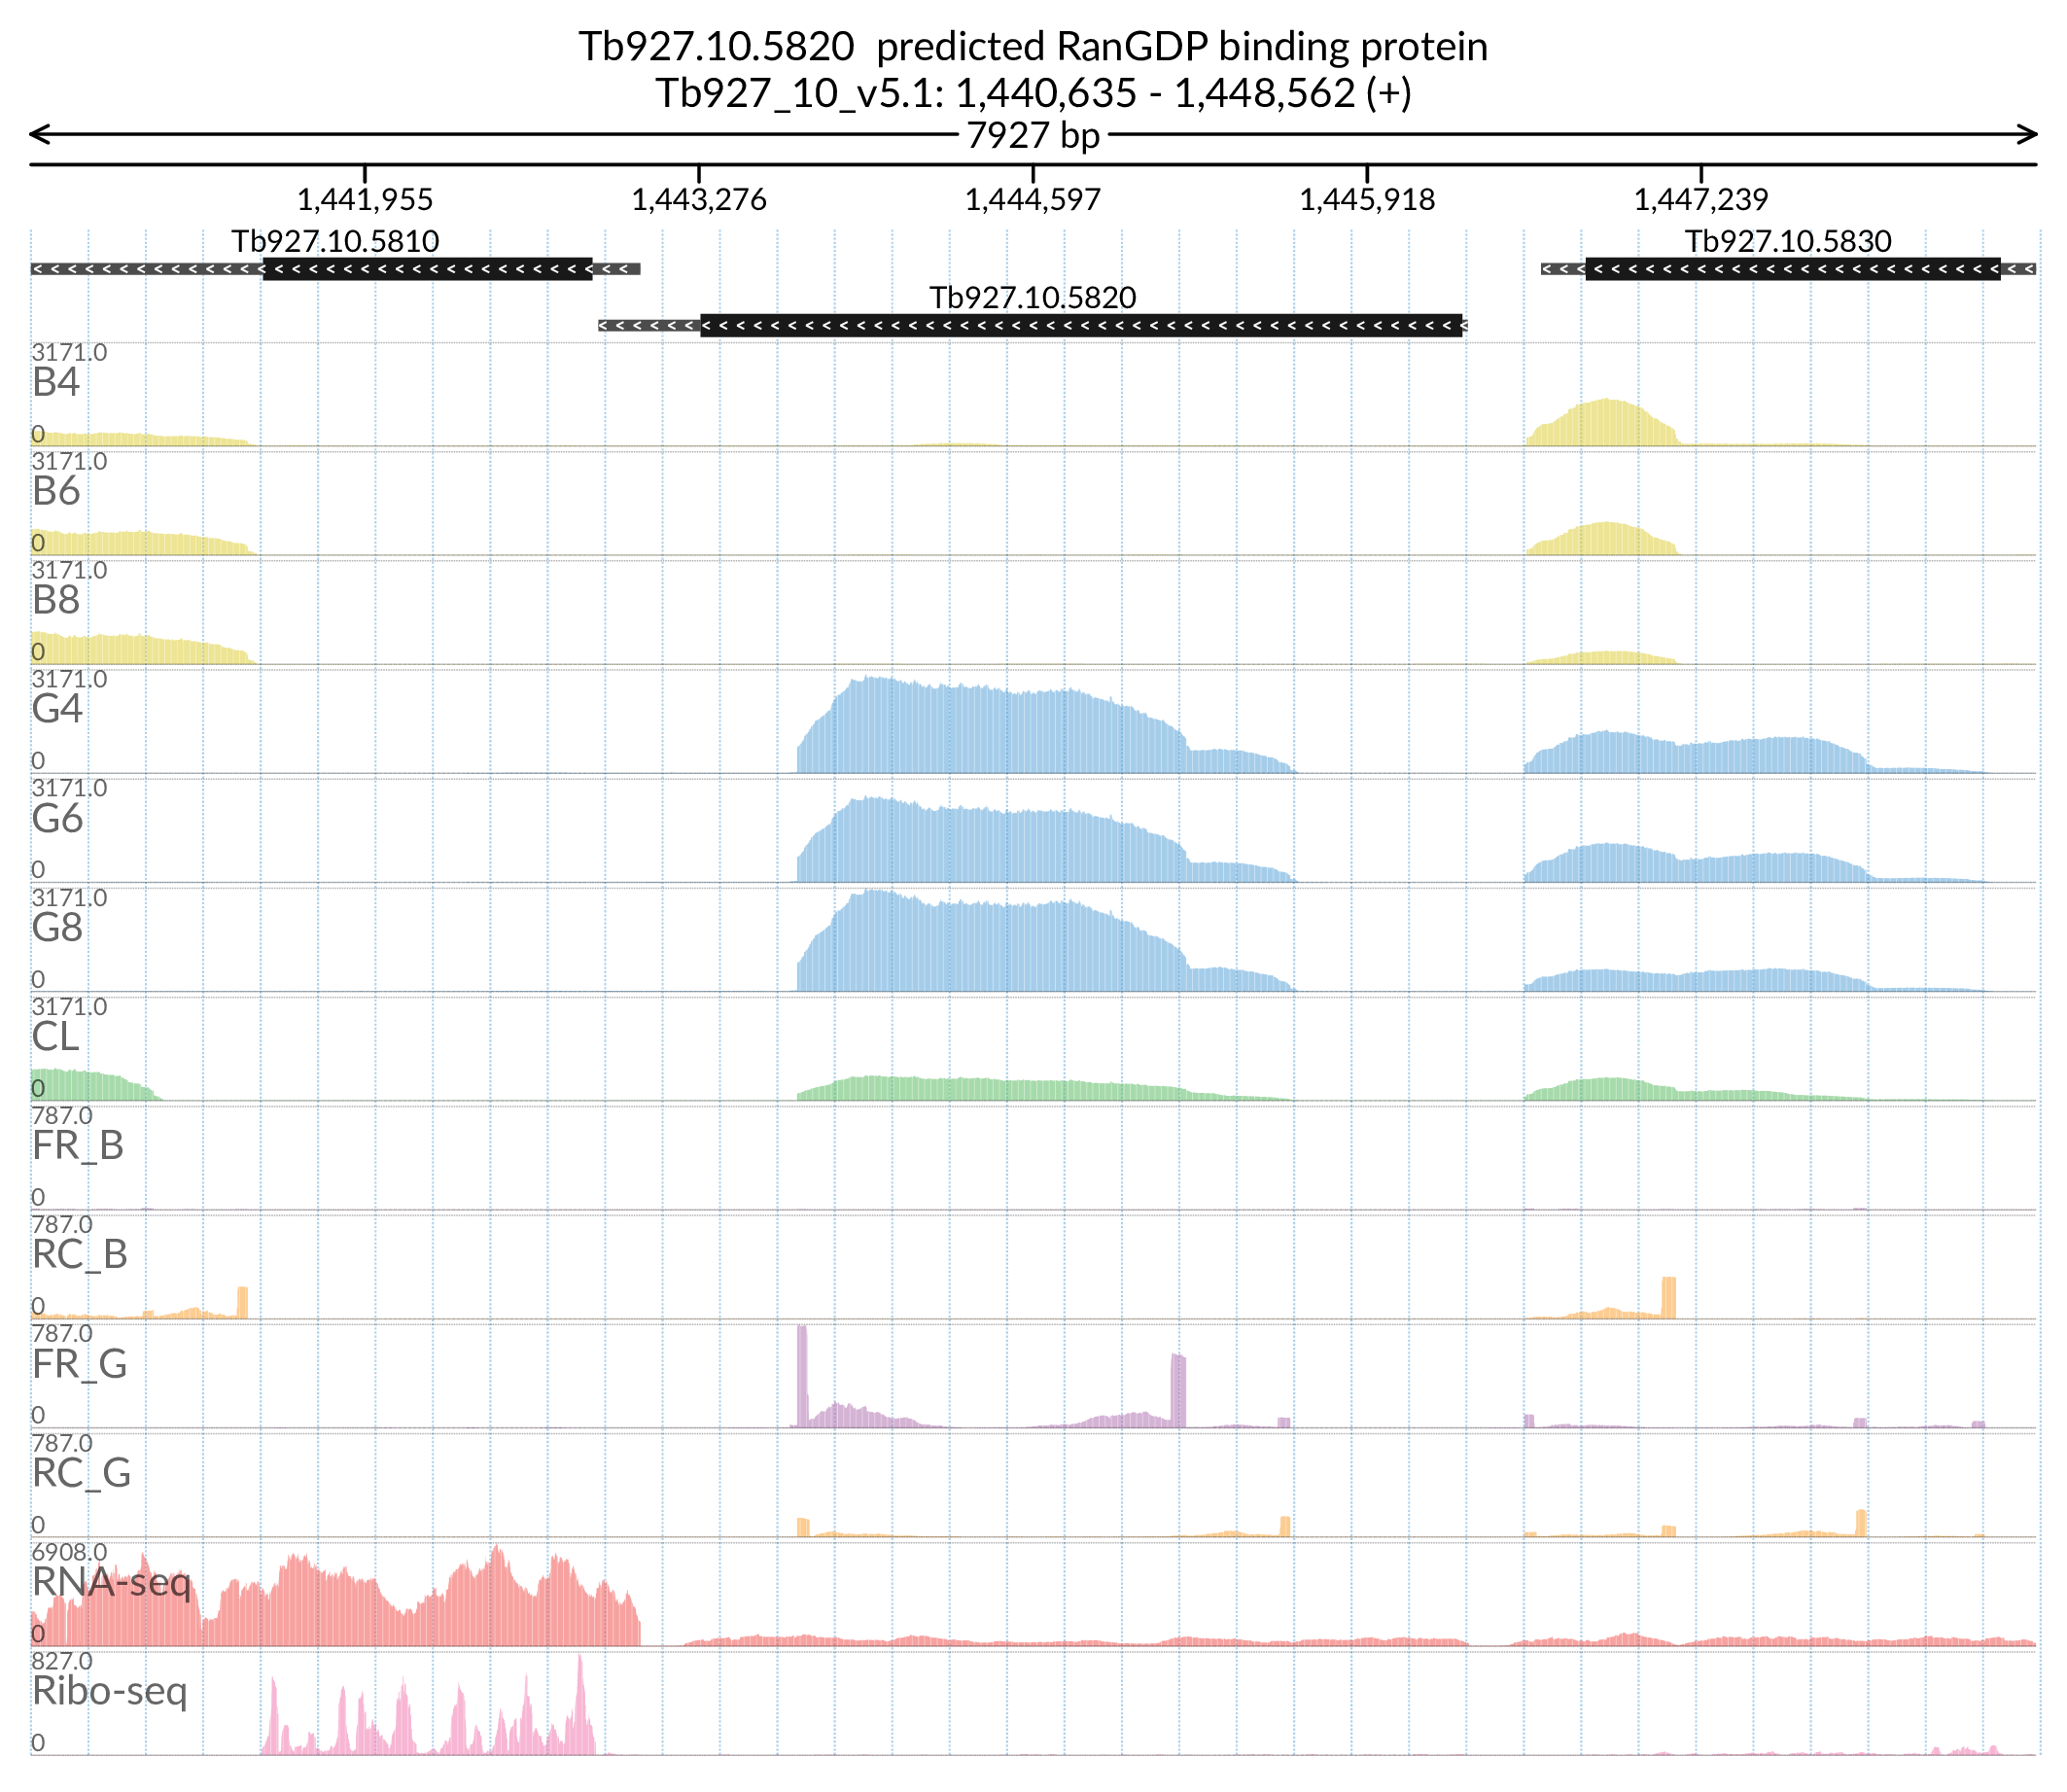 Tb927.10.5820 predicted RanGDP binding protein
Tb927_10_v5.1: 1,440,635 - 1,448,562 (+)
7927 bp
1,441,955 1,443,276 1,444,597 1,445,918 1,447,239
Tb927.10.5810 Tb927.10.5830
Tb927.10.5820
3171.0
B4
0
3171.0
B6
0
3171.0
B8
0
3171.0
G4
0
3171.0
G6
0
3171.0
G8
0
3171.0
CL
0
787.0
FR_B
0
787.0
RC_B
0
787.0
FR_G
0
787.0
RC_G
0
6908.0
RNA-seq
0
827.0
Ribo-seq
0